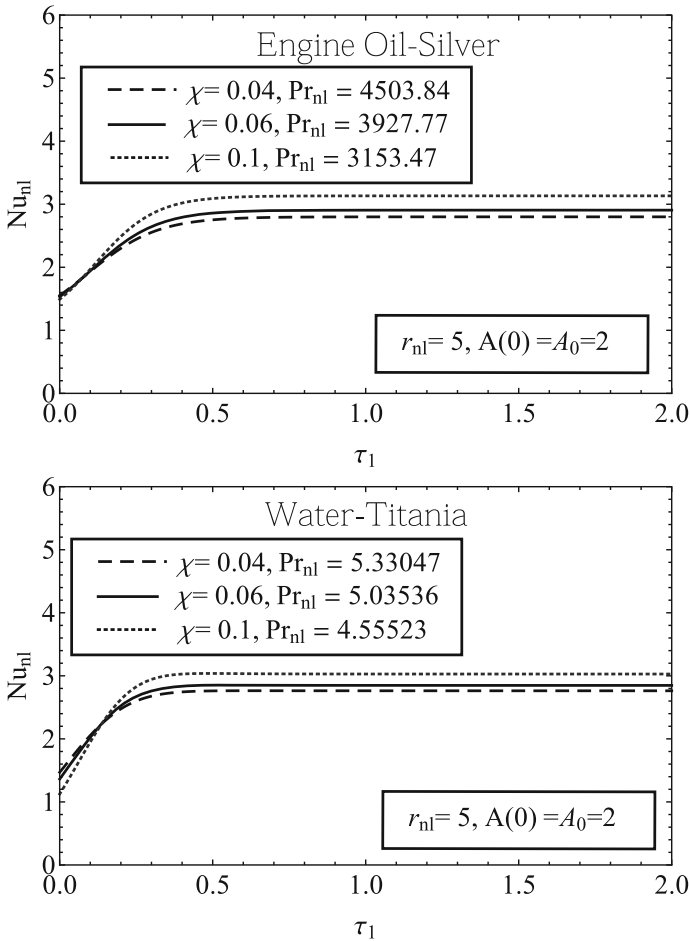 Engine Oil-Silver
χ= 0.04, Pr_nl = 4503.84
χ= 0.06, Pr_nl = 3927.77
χ= 0.1, Pr_nl = 3153.47
r_nl= 5, A(0) =A_0=2
Nu_nl
6
5
4
3
2
1
0
0.0 0.5 1.0 1.5 2.0
τ_1
Water-Titania
χ= 0.04, Pr_nl = 5.33047
χ= 0.06, Pr_nl = 5.03536
χ= 0.1, Pr_nl = 4.55523
r_nl= 5, A(0) =A_0=2
Nu_nl
6
5
4
3
2
1
0
0.0 0.5 1.0 1.5 2.0
τ_1